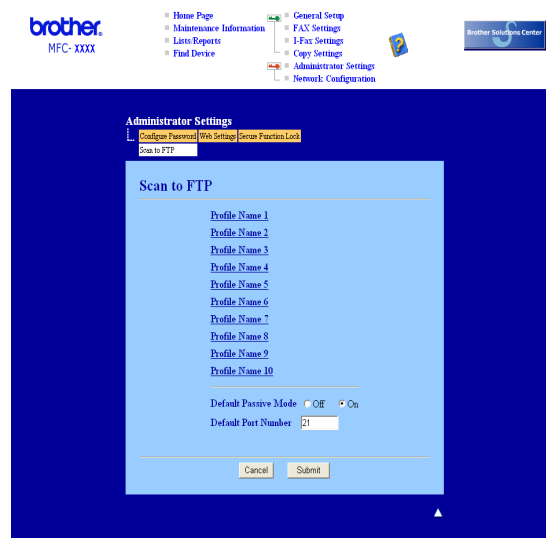 brother.
MFC- XXXX
Home Page
Maintenance Information
Lists/Reports
Find Device
General Setup
FAX Settings
I-Fax Settings
Copy Settings
Administrator Settings
Network Configuration
Brother Solutions Center
Administrator Settings
Configure Password Web Settings Secure Function Lock
Scan to FTP
Scan to FTP
Profile Name 1
Profile Name 2
Profile Name 3
Profile Name 4
Profile Name 5
Profile Name 6
Profile Name 7
Profile Name 8
Profile Name 9
Profile Name 10
Default Passive Mode Off On
Default Port Number 21
Cancel Submit